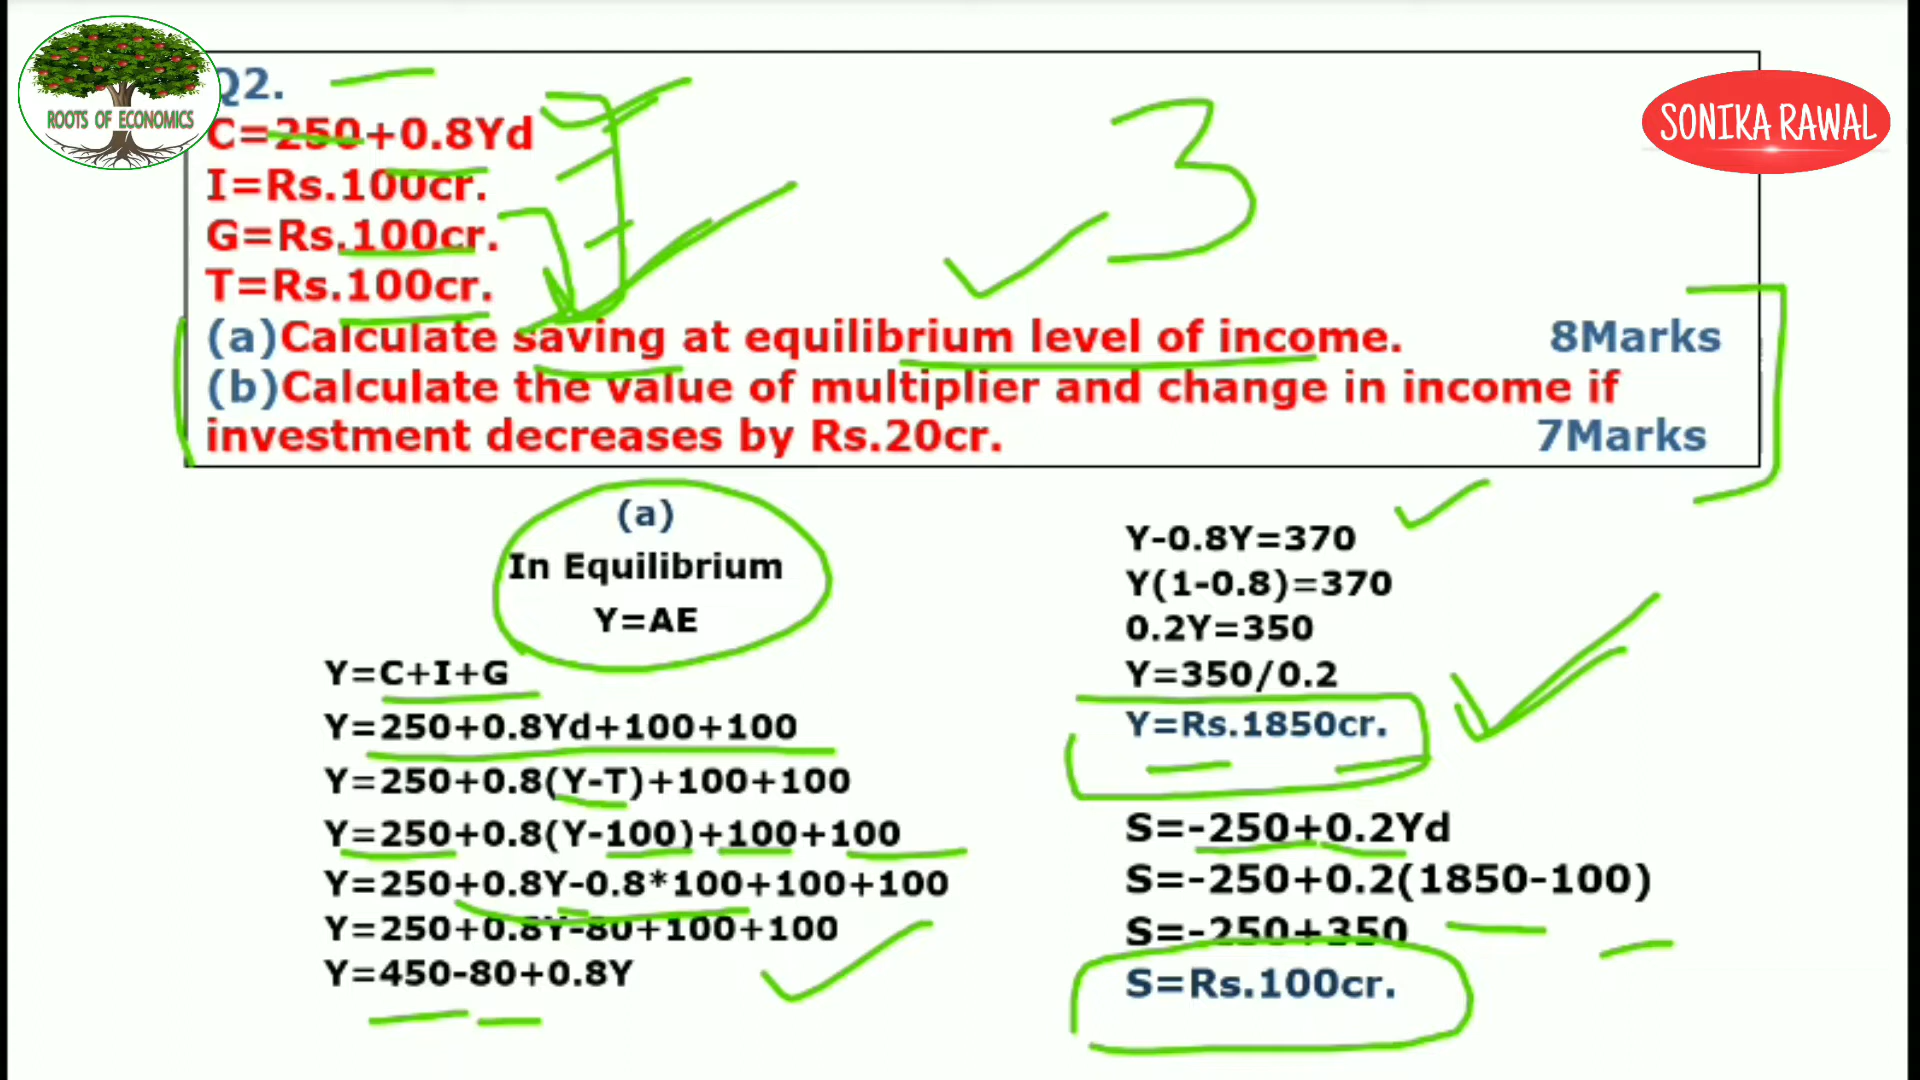 ROOTS OF ECONOMICS
SONIKA RAWAL
Q2.
C=250+0.8Yd
I=Rs.100cr.
G=Rs.100cr.
T=Rs.100cr.
(a)Calculate saving at equilibrium level of income. 8Marks
(b)Calculate the value of multiplier and change in income if
investment decreases by Rs.20cr. 7Marks
3
(a)
In Equilibrium
Y=AE
Y=C+I+G
Y=250+0.8Yd+100+100
Y=250+0.8(Y-T)+100+100
Y=250+0.8(Y-100)+100+100
Y=250+0.8Y-0.8*100+100+100
Y=250+0.8Y-80+100+100
Y=450-80+0.8Y
Y-0.8Y=370
Y(1-0.8)=370
0.2Y=350
Y=350/0.2
Y=Rs.1850cr.
S=-250+0.2Yd
S=-250+0.2(1850-100)
S=-250+350
S=Rs.100cr.